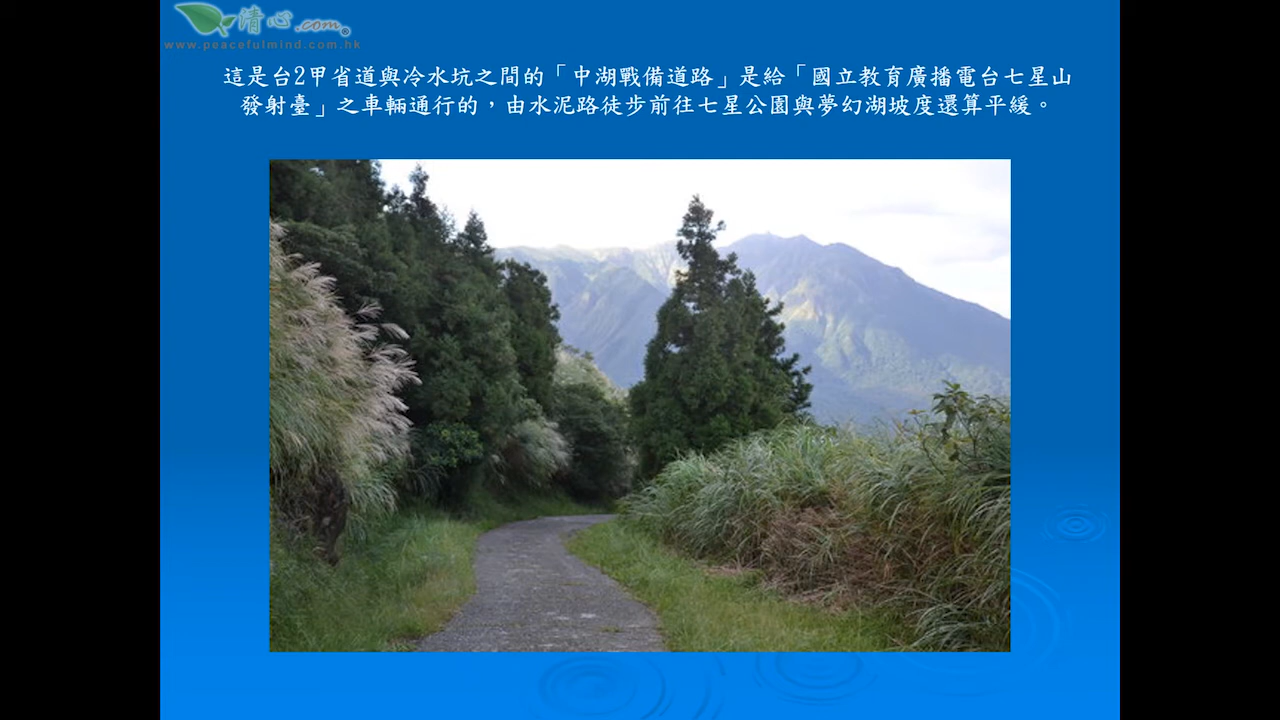 清心.com®
www.peacefulmind.com.hk
這是台2甲省道與冷水坑之間的「中湖戰備道路」是給「國立教育廣播電台七星山
發射臺」之車輛通行的，由水泥路徒步前往七星公園與夢幻湖坡度還算平緩。